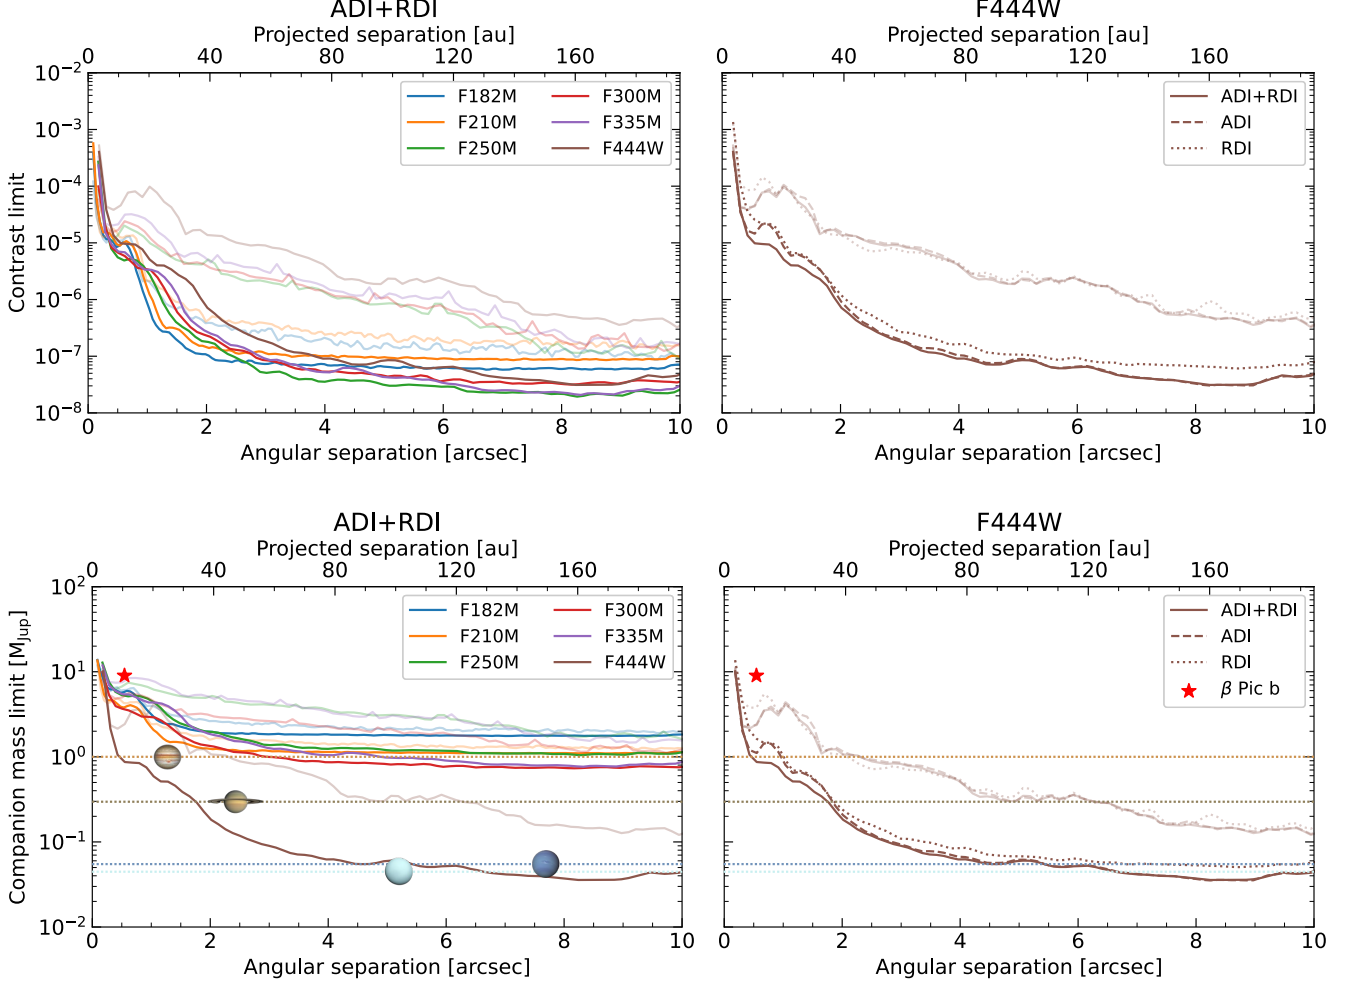 ADI+RDI
Projected separation [au]
0 40 80 120 160
10⁻²
10⁻³
10⁻⁴
10⁻⁵
10⁻⁶
10⁻⁷
10⁻⁸
Contrast limit
F182M F300M
F210M F335M
F250M F444W
0 2 4 6 8 10
Angular separation [arcsec]
F444W
Projected separation [au]
0 40 80 120 160
ADI+RDI
ADI
RDI
0 2 4 6 8 10
Angular separation [arcsec]
ADI+RDI
Projected separation [au]
0 40 80 120 160
10²
10¹
10⁰
10⁻¹
10⁻²
Companion mass limit [M_Jup]
F182M F300M
F210M F335M
F250M F444W
0 2 4 6 8 10
Angular separation [arcsec]
F444W
Projected separation [au]
0 40 80 120 160
ADI+RDI
ADI
RDI
β Pic b
0 2 4 6 8 10
Angular separation [arcsec]